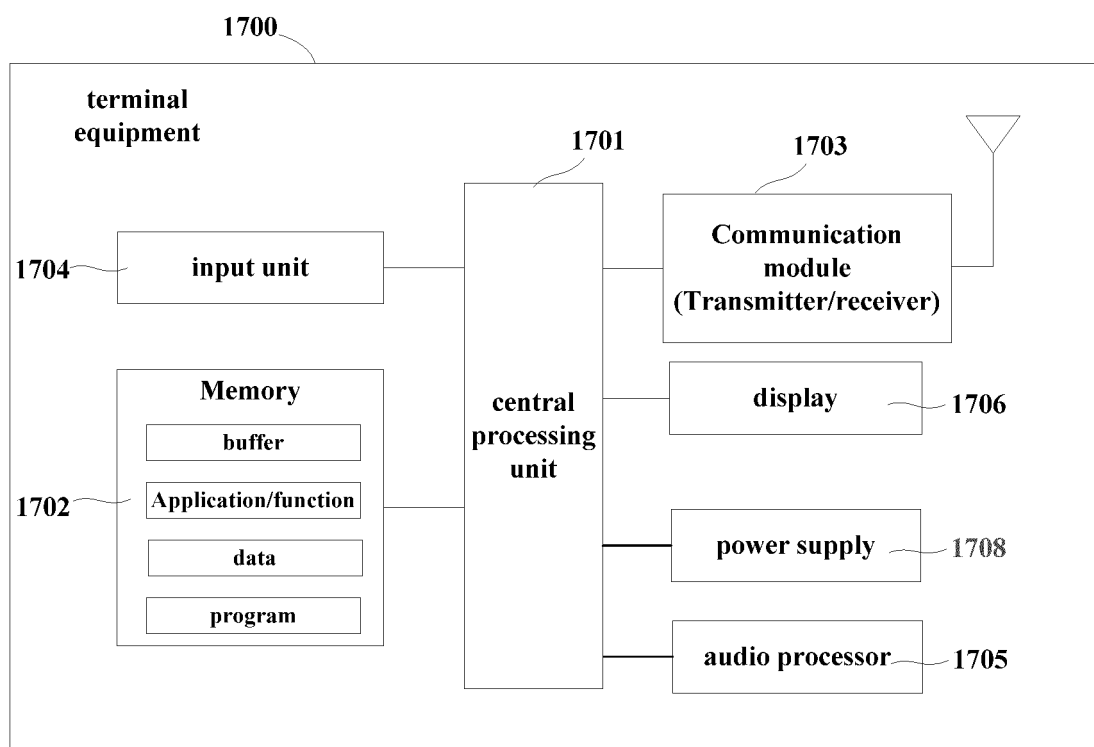 1700
terminal
equipment
1701
1703
1704
input unit
Communication
module
(Transmitter/receiver)
Memory
buffer
Application/function
data
program
1702
central
processing
unit
display
1706
power supply
1708
audio processor
1705